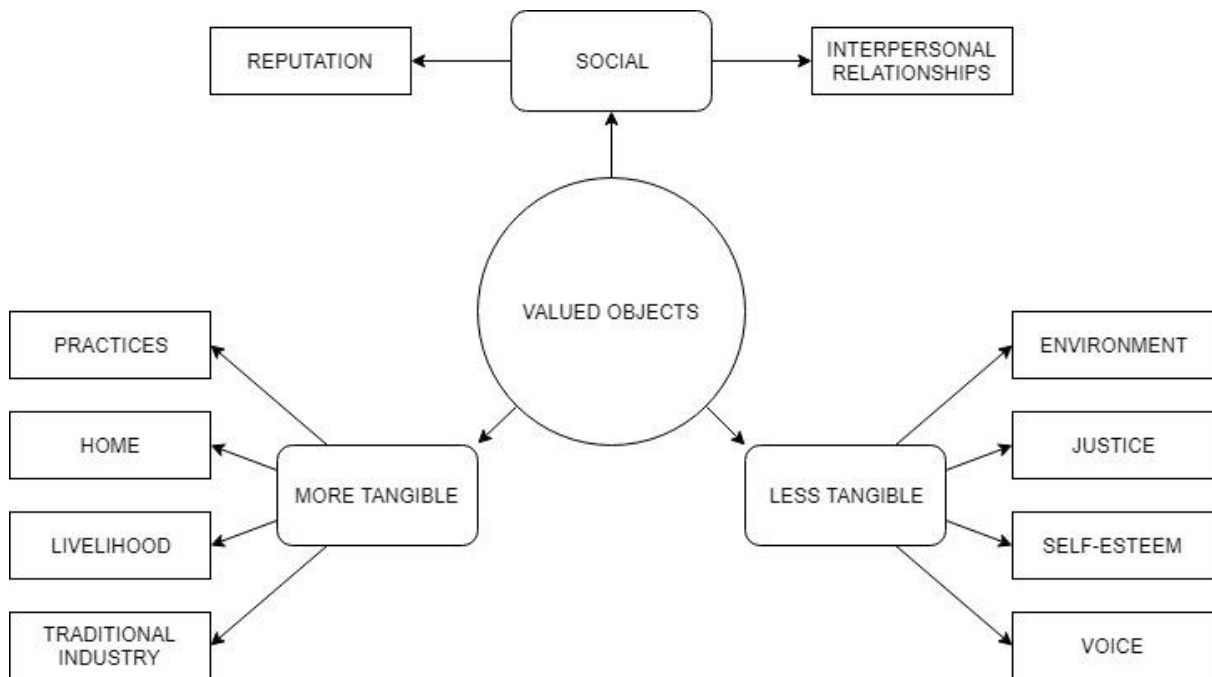 REPUTATION
SOCIAL
INTERPERSONAL
RELATIONSHIPS
VALUED OBJECTS
PRACTICES
HOME
LIVELIHOOD
TRADITIONAL
INDUSTRY
MORE TANGIBLE
LESS TANGIBLE
ENVIRONMENT
JUSTICE
SELF-ESTEEM
VOICE